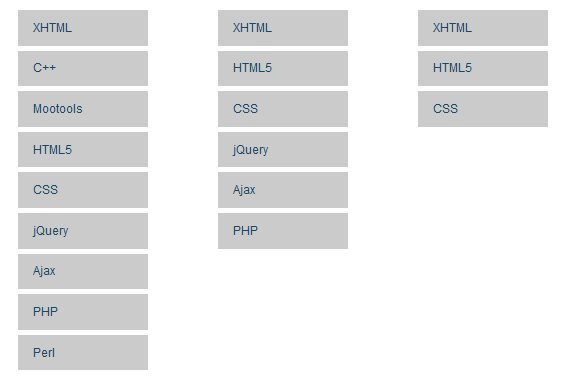 XHTML
C++
Mootools
HTML5
CSS
jQuery
Ajax
PHP
Perl
XHTML
HTML5
CSS
jQuery
Ajax
PHP
XHTML
HTML5
CSS